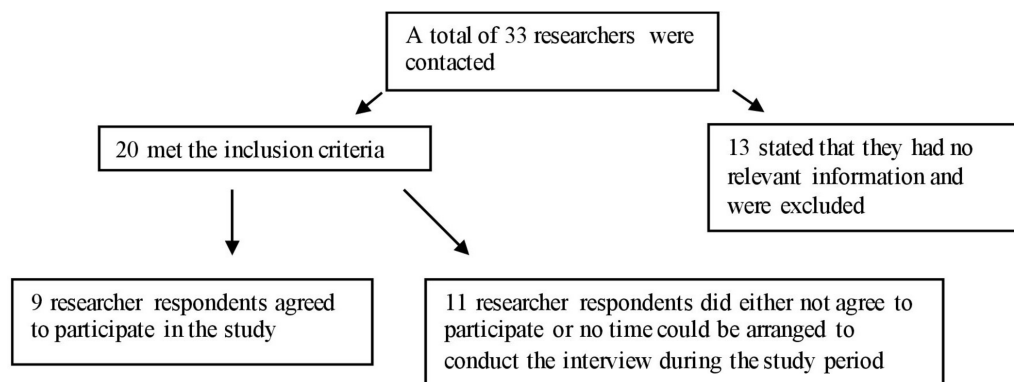 A total of 33 researchers were
contacted
20 met the inclusion criteria
13 stated that they had no
relevant information and
were excluded
9 researcher respondents agreed
to participate in the study
11 researcher respondents did either not agree to
participate or no time could be arranged to
conduct the interview during the study period